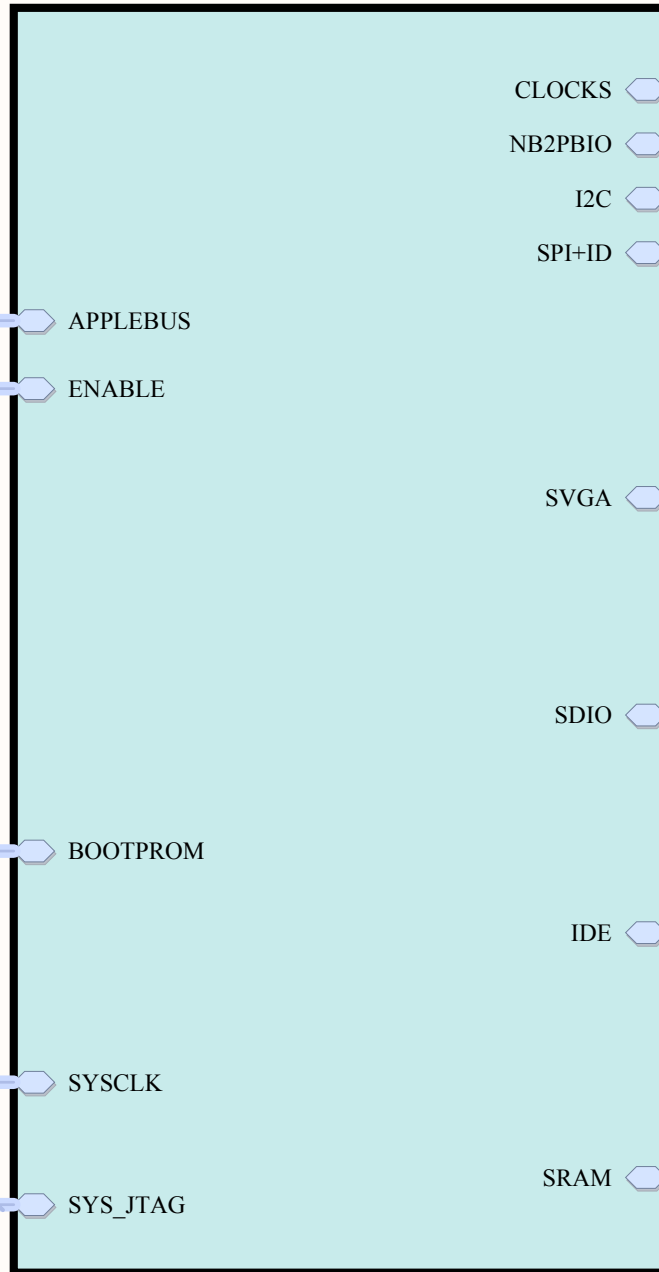 CLOCKS
NB2PBIO
I2C
SPI+ID
APPLEBUS
ENABLE
SVGA
SDIO
BOOTPROM
IDE
SYSCLK
SRAM
SYS_JTAG